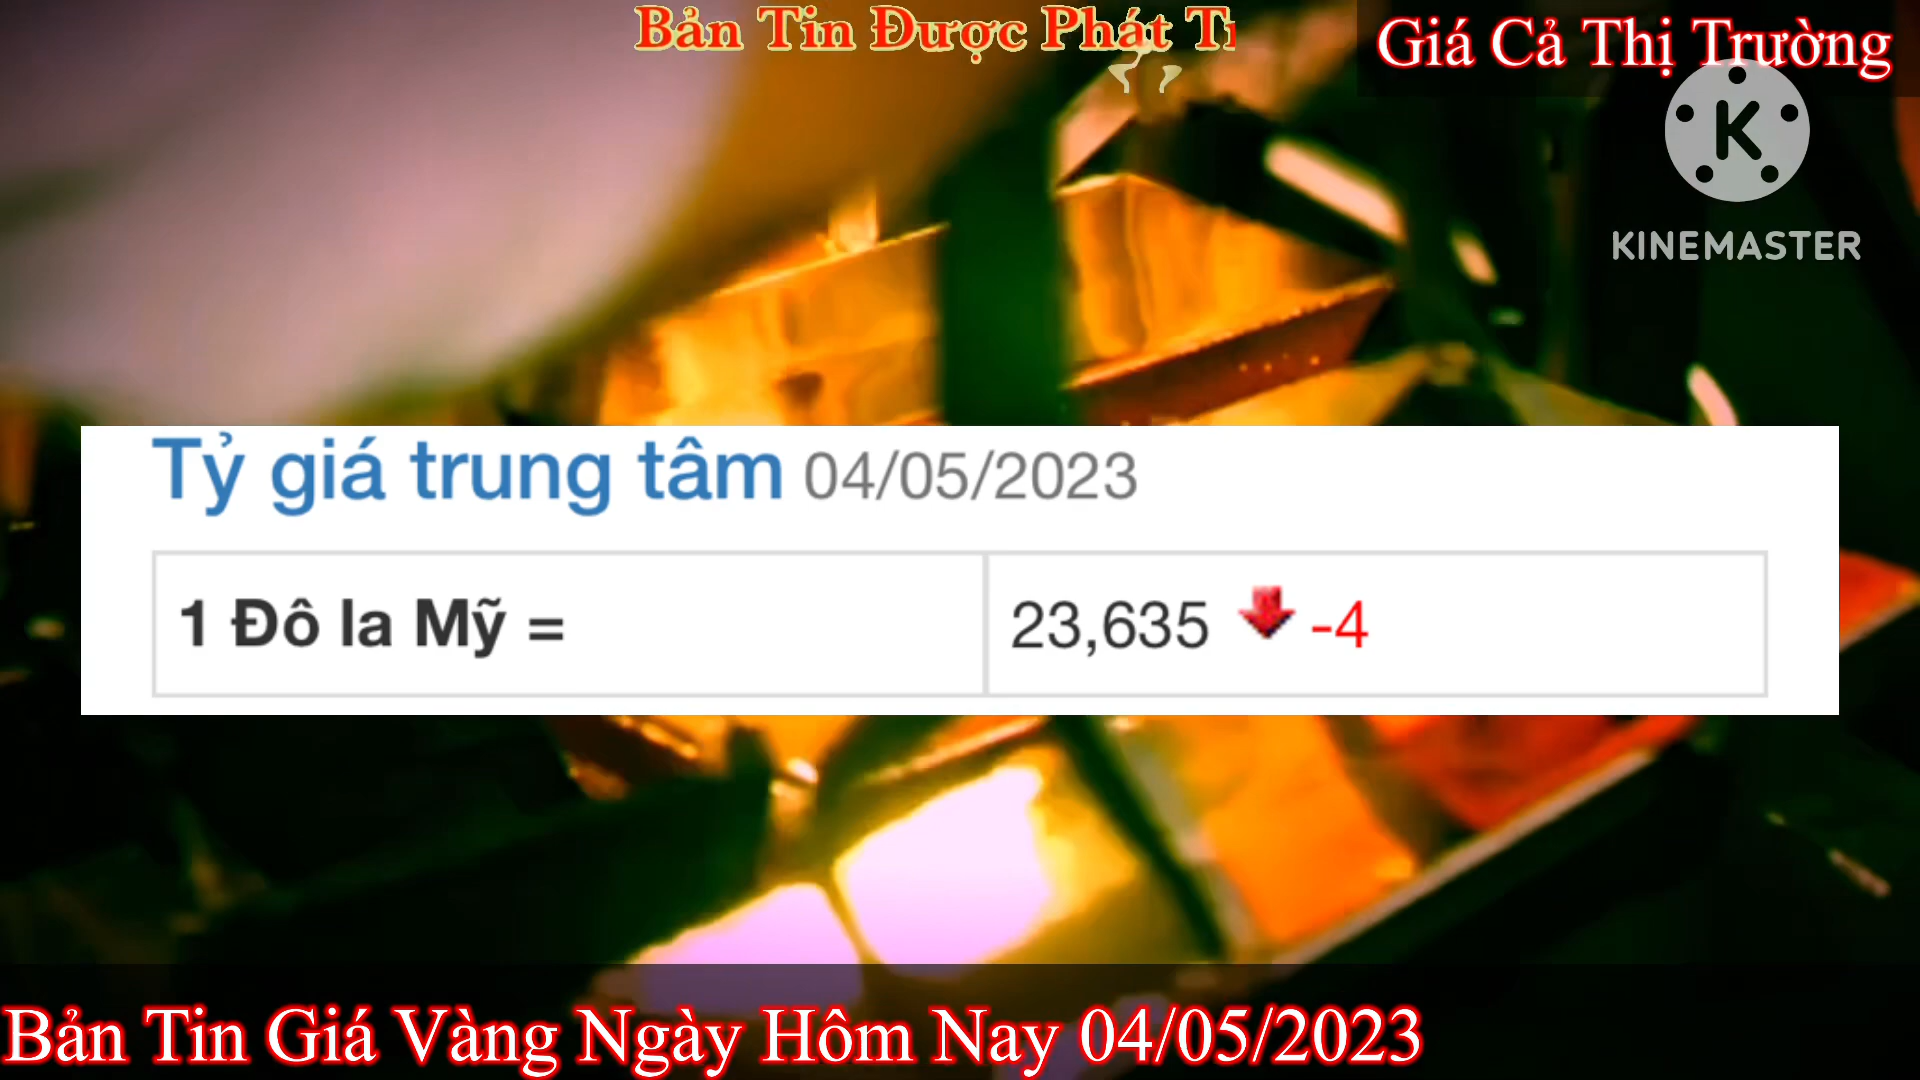 Bản Tin Được Phát
Giá Cả Thị Trường
K
KINEMASTER
Tỷ giá trung tâm 04/05/2023
1 Đô la Mỹ = 23,635 -4
Bản Tin Giá Vàng Ngày Hôm Nay 04/05/2023